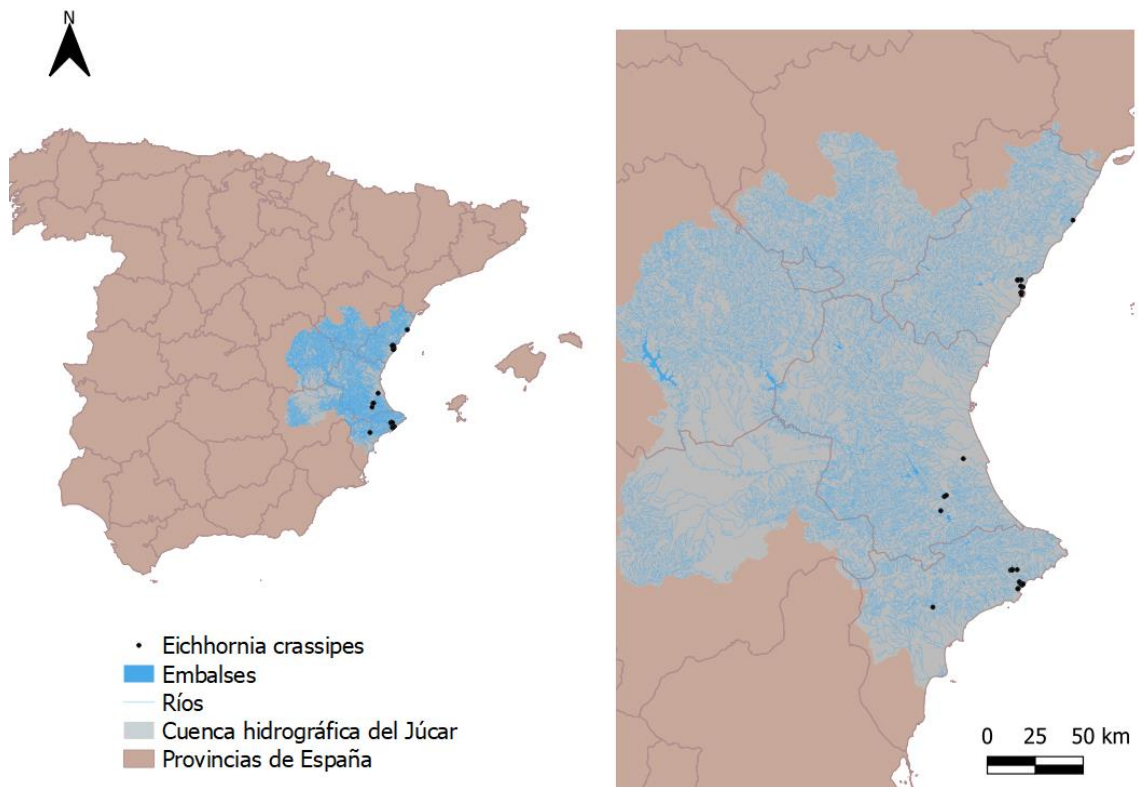 N
Eichhornia crassipes
Embalses
Ríos
Cuenca hidrográfica del Júcar
Provincias de España
0 25 50 km